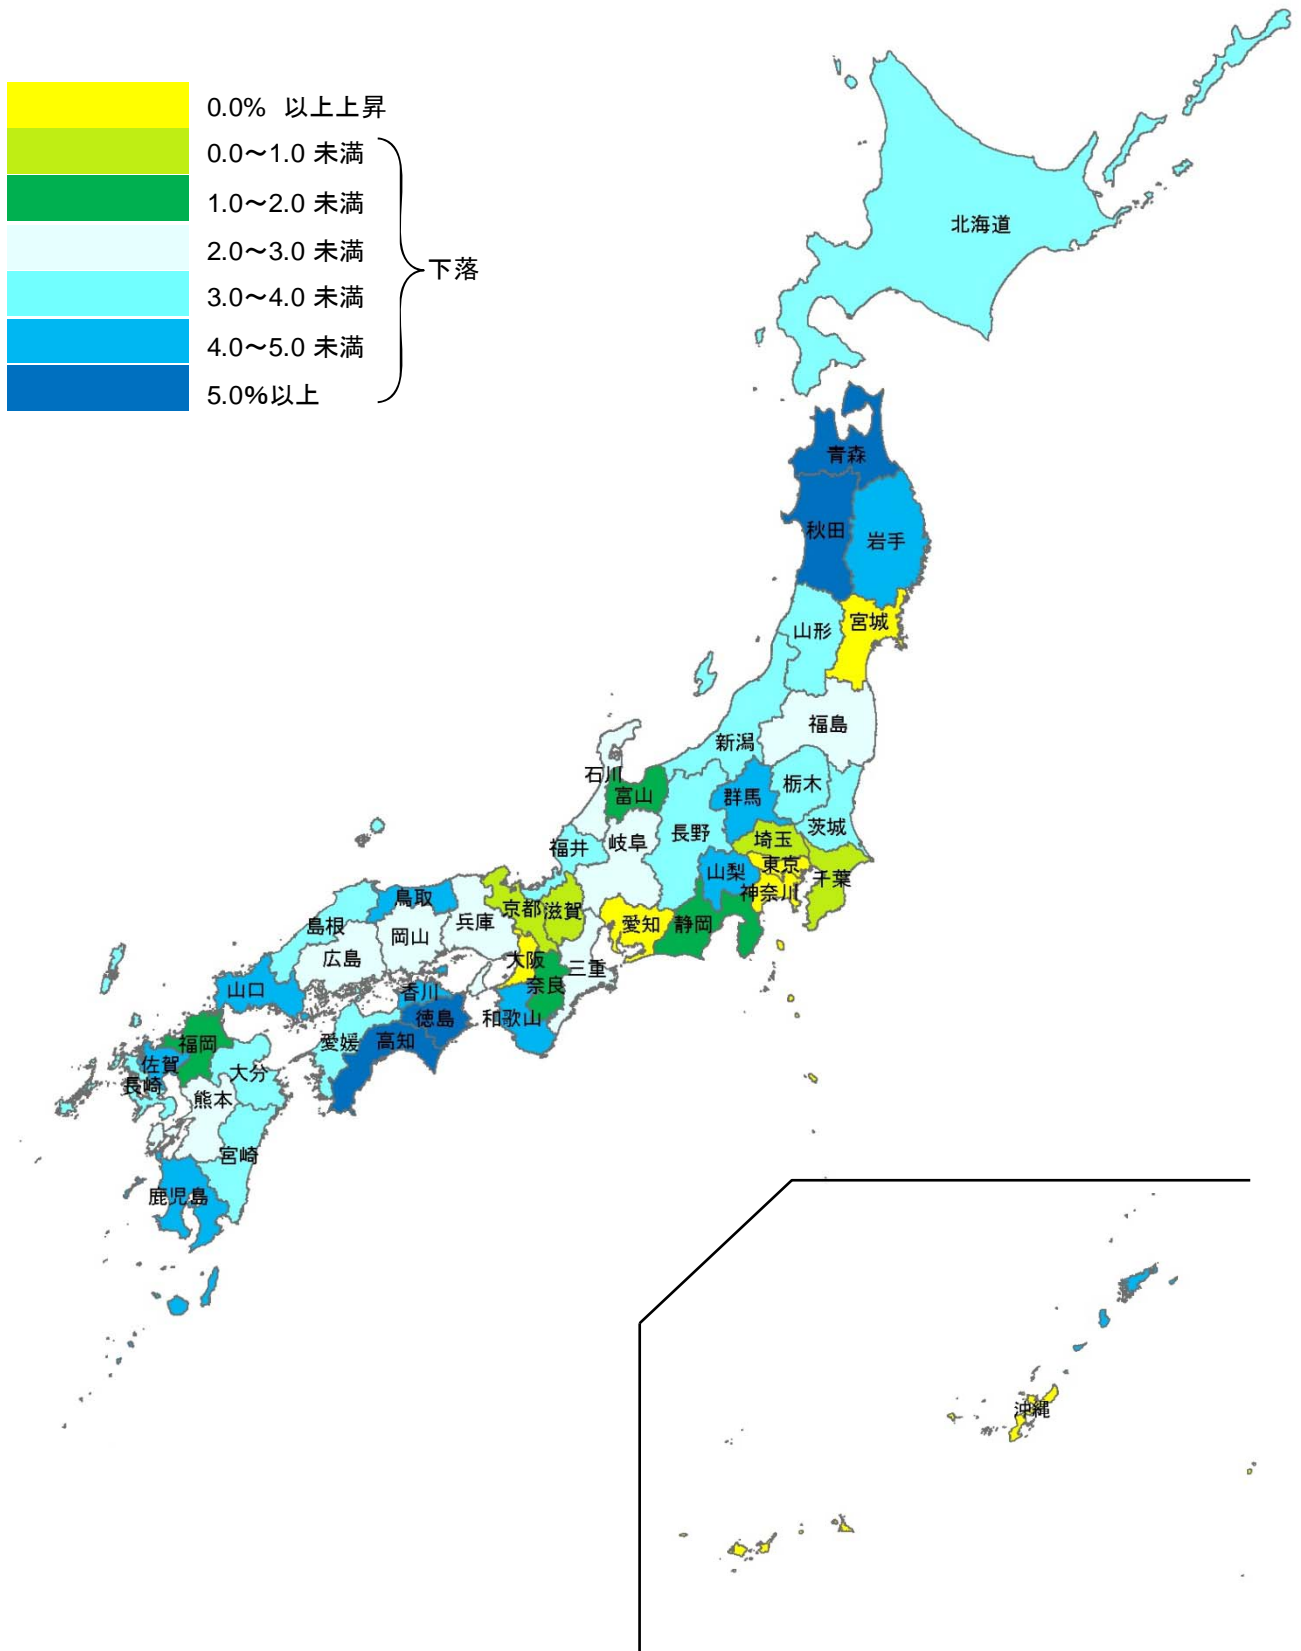 0.0% 以上上昇
0.0～1.0 未満
1.0～2.0 未満
2.0～3.0 未満
下落
3.0～4.0 未満
4.0～5.0 未満
5.0%以上
北海道
青森
秋田
岩手
宮城
山形
福島
新潟
石川
富山
群馬
栃木
茨城
長野
岐阜
福井
埼玉
東京
山梨
千葉
神奈川
鳥取
京都
滋賀
兵庫
愛知
静岡
島根
岡山
広島
大阪
三重
奈良
山口
香川
徳島
和歌山
高知
愛媛
福岡
佐賀
大分
長崎
熊本
宮崎
鹿児島
沖縄